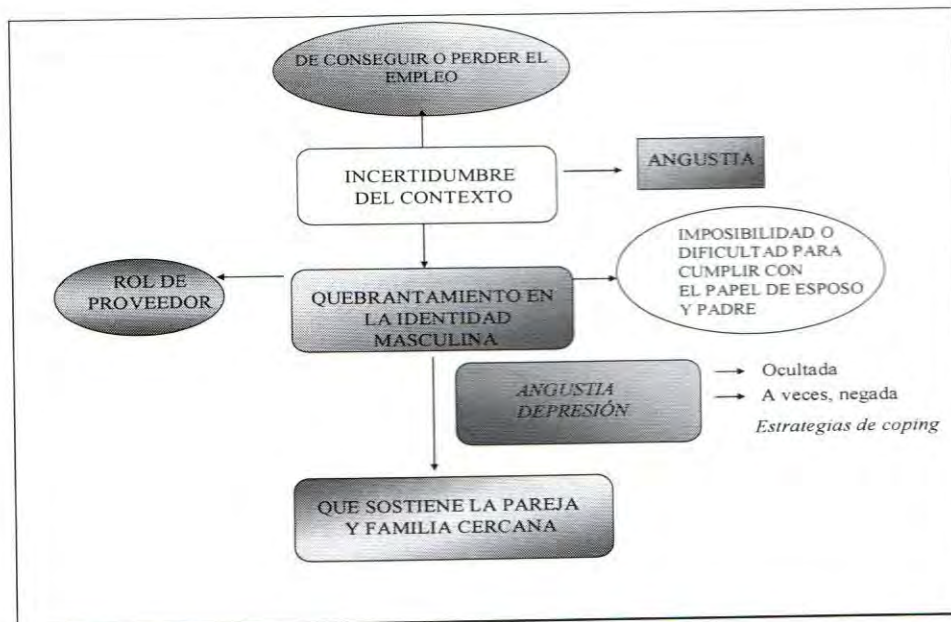 DE CONSEGUIR O PERDER EL
EMPLEO
INCERTIDUMBRE
DEL CONTEXTO
ANGUSTIA
ROL DE
PROVEEDOR
QUEBRANTAMIENTO EN
LA IDENTIDAD
MASCULINA
IMPOSIBILIDAD O
DIFICULTAD PARA
CUMPLIR CON
EL PAPEL DE ESPOSO
Y PADRE
ANGUSTIA
DEPRESIÓN
Ocultada
A veces, negada
Estrategias de coping
QUE SOSTIENE LA PAREJA
Y FAMILIA CERCANA